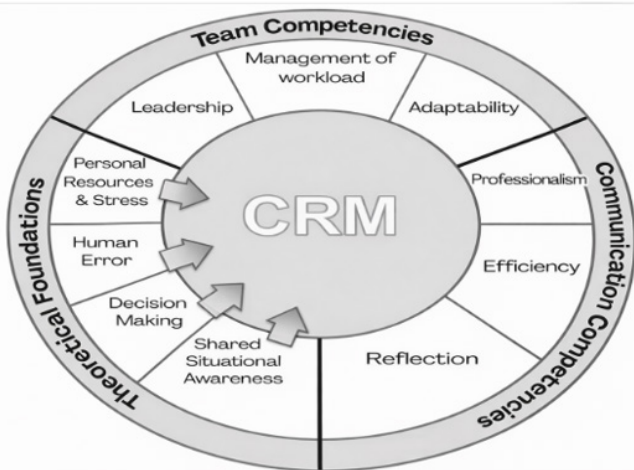 Team Competencies
Management of
workload
Leadership
Adaptability
Personal
Resources
& Stress
Professionalism
CRM
Human
Error
Efficiency
Decision
Making
Shared
Situational
Awareness
Reflection
Theoretical Foundations
Communication Competencies